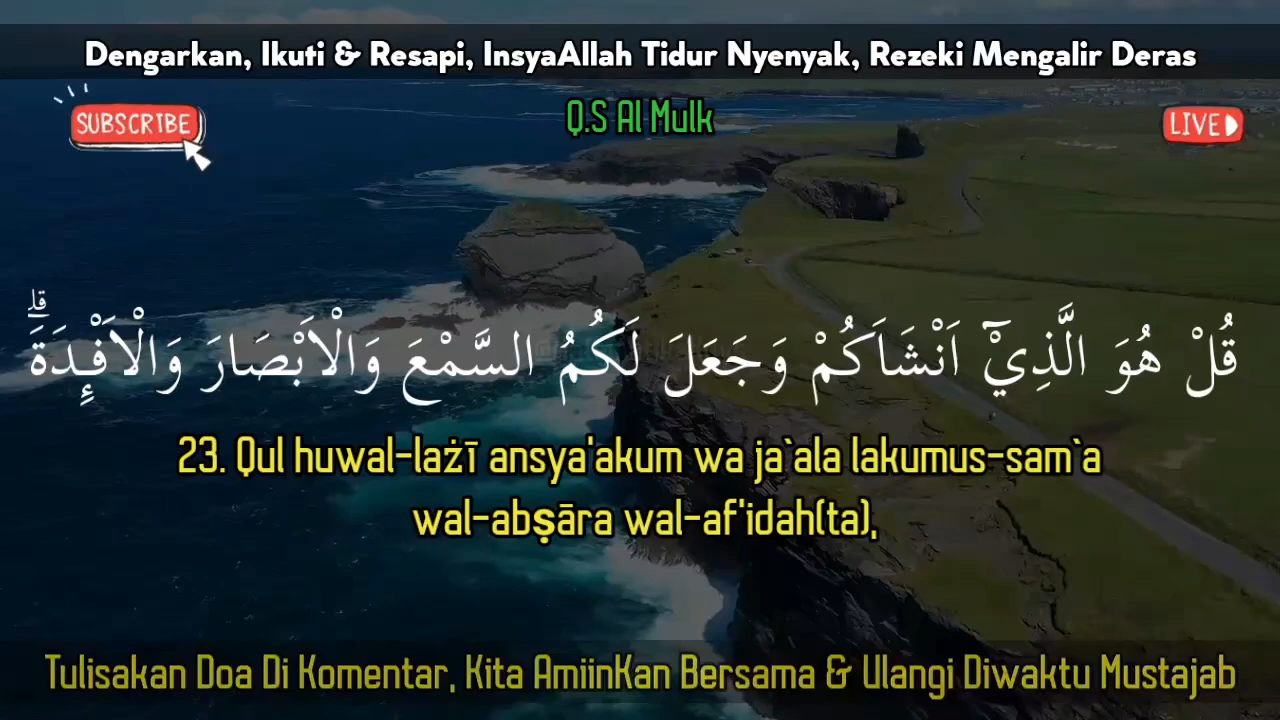 Dengarkan, Ikuti & Resapi, InsyaAllah Tidur Nyenyak, Rezeki Mengalir Deras
SUBSCRIBE
Q.S Al Mulk
LIVE
قُلْ هُوَ الَّذِيْٓ اَنْشَاَكُمْ وَجَعَلَ لَكُمُ السَّمْعَ وَالْاَبْصَارَ وَالْاَفْـِٕدَةَۗ
23. Qul huwal-lażī ansya'akum wa ja`ala lakumus-sam`a
wal-abṣāra wal-af'idah(ta),
Tulisakan Doa Di Komentar, Kita AmiinKan Bersama & Ulangi Diwaktu Mustajab